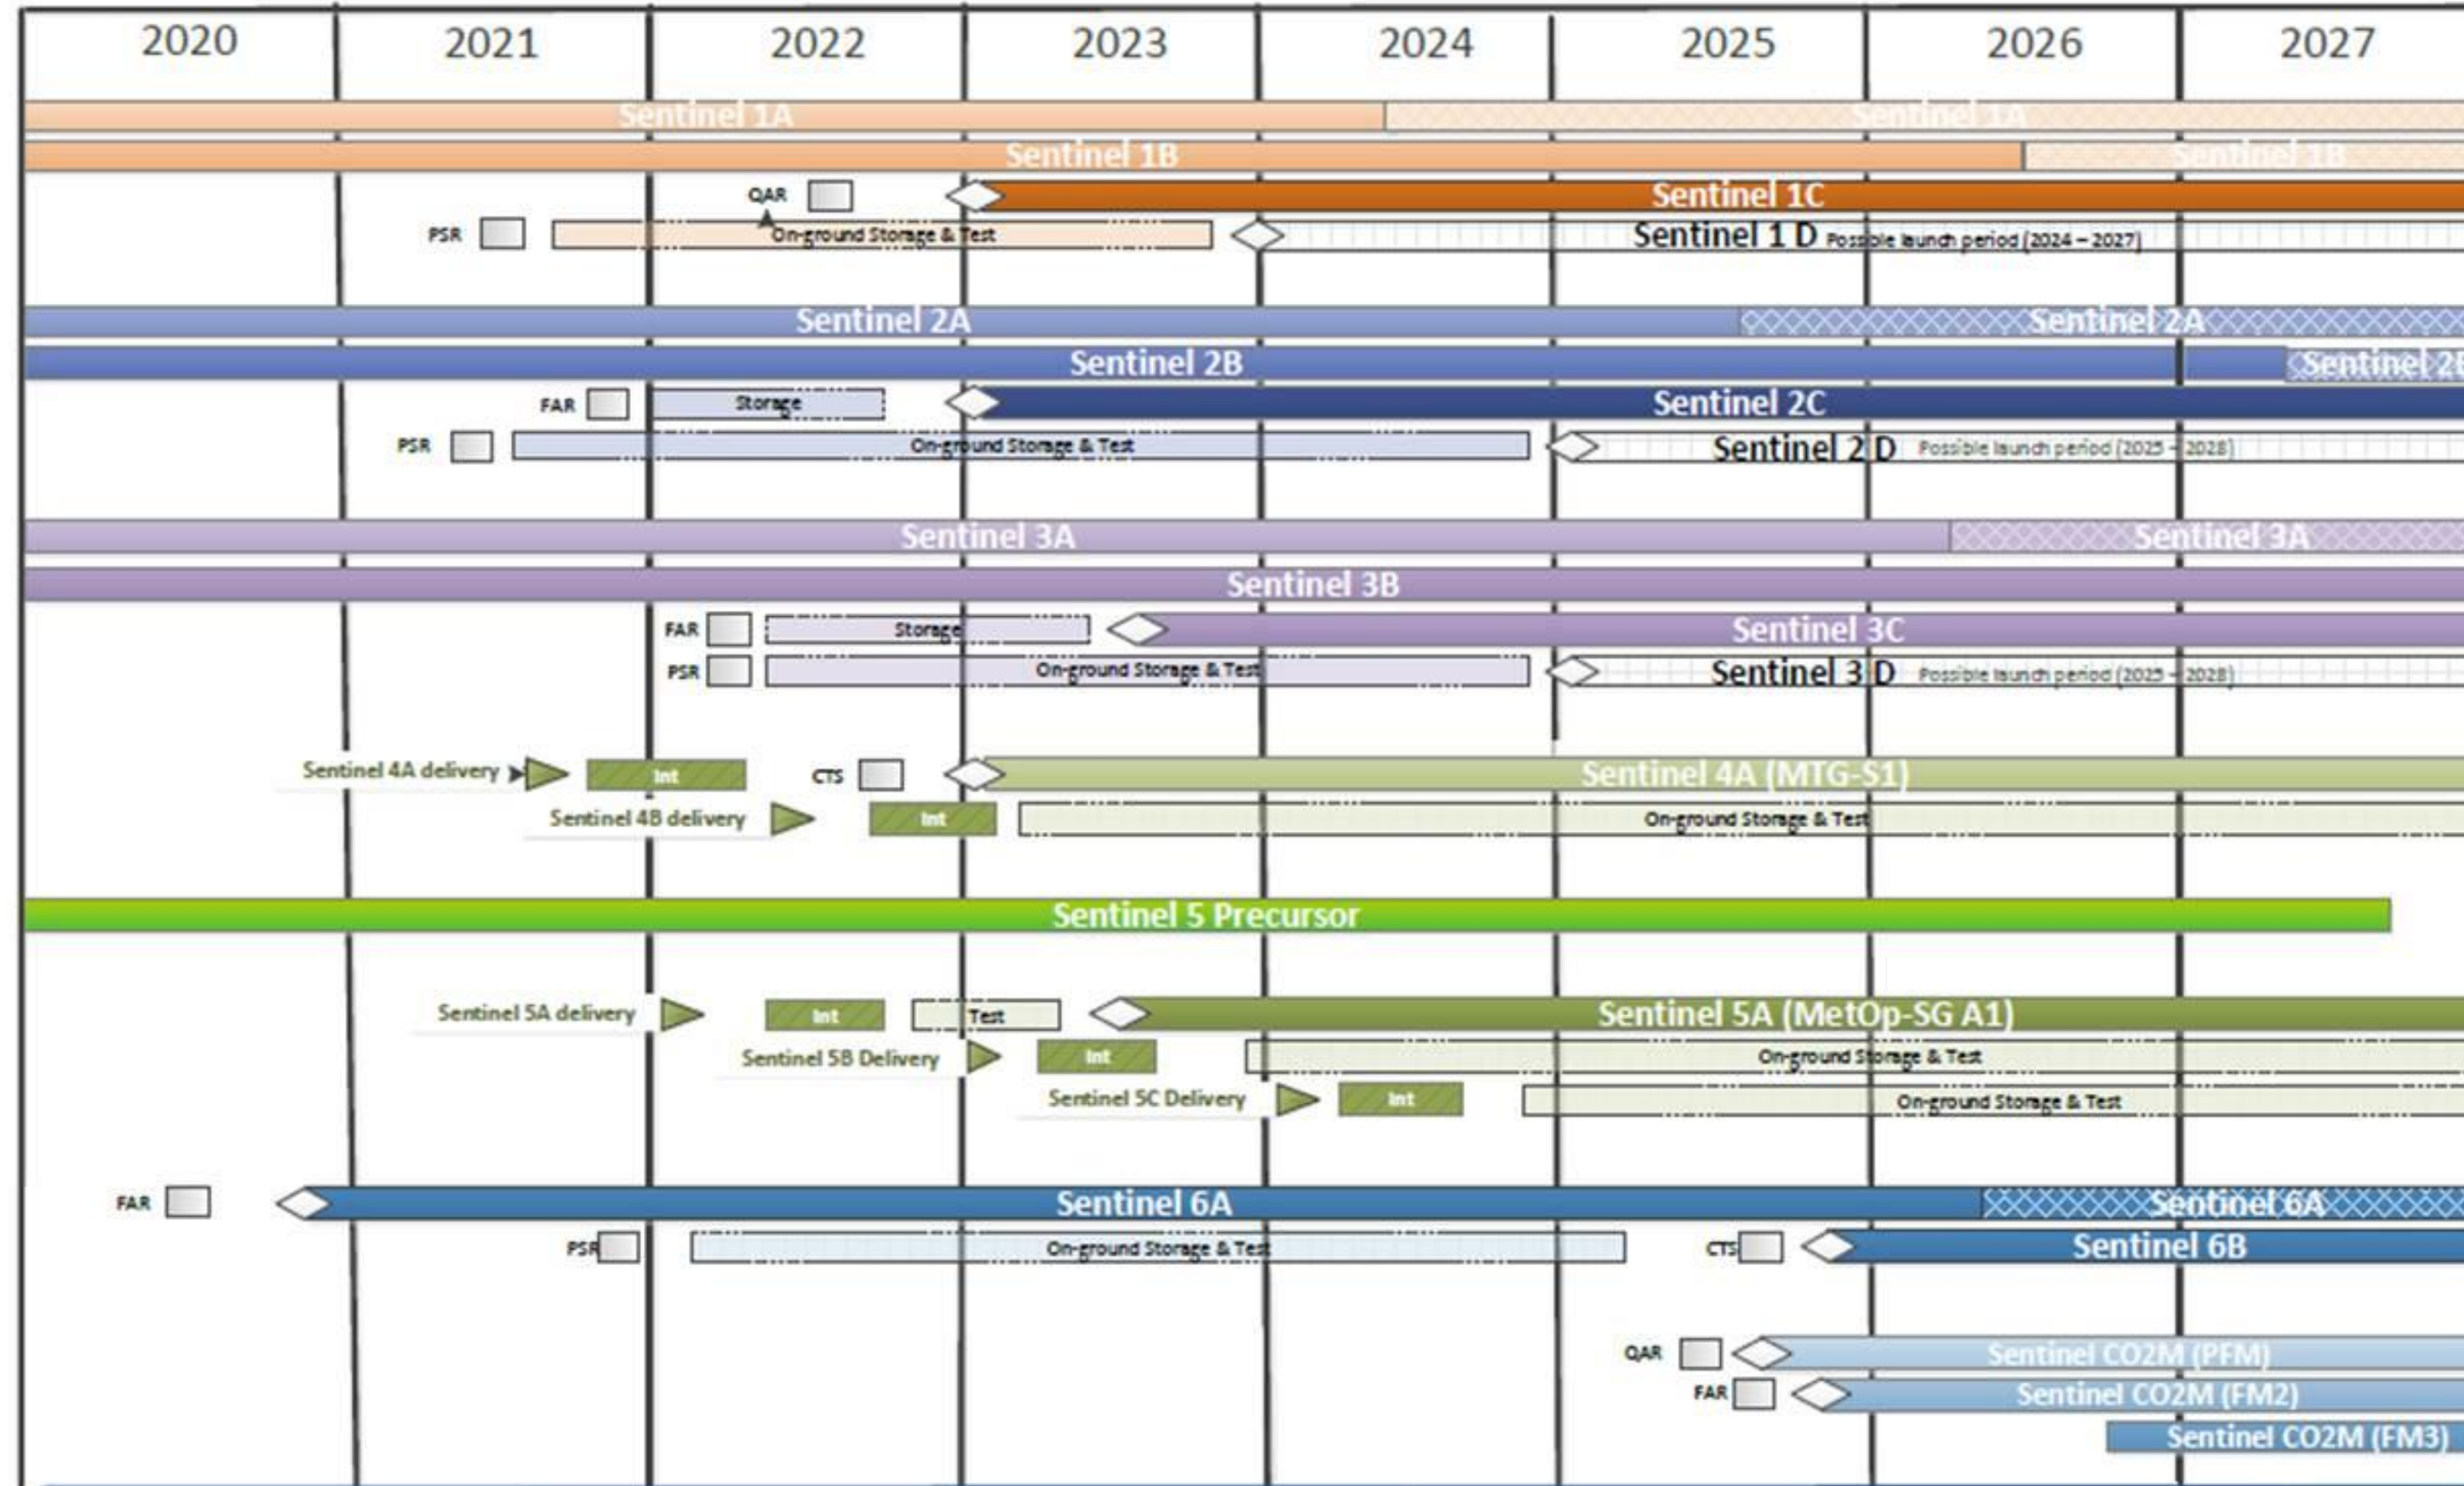 2020 2021 2022 2023 2024 2025 2026 2027
Sentinel 1A Sentinel 1A
Sentinel 1B Sentinel 1B
QAR Sentinel 1C
PSR On-ground Storage & Test Sentinel 1 D Possible launch period (2024 – 2027)
Sentinel 2A Sentinel 2A
Sentinel 2B Sentinel 2B
FAR Storage Sentinel 2C
PSR On-ground Storage & Test Sentinel 2 D Possible launch period (2025 – 2028)
Sentinel 3A Sentinel 3A
Sentinel 3B
FAR Storage Sentinel 3C
PSR On-ground Storage & Test Sentinel 3 D Possible launch period (2025 – 2028)
Sentinel 4A delivery Int CTS Sentinel 4A (MTG-S1)
Sentinel 4B delivery Int On-ground Storage & Test
Sentinel 5 Precursor
Sentinel 5A delivery Int Test Sentinel 5A (MetOp-SG A1)
Sentinel 5B Delivery Int On-ground Storage & Test
Sentinel 5C Delivery Int On-ground Storage & Test
FAR Sentinel 6A Sentinel 6A
PSR On-ground Storage & Test CTS Sentinel 6B
QAR Sentinel CO2M (PFM)
FAR Sentinel CO2M (FM2)
Sentinel CO2M (FM3)